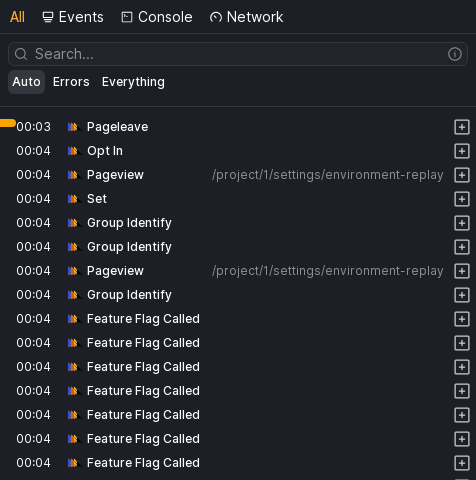 All Events Console Network
Search...
Auto Errors Everything
00:03 Pageleave
00:04 Opt In
00:04 Pageview /project/1/settings/environment-replay
00:04 Set
00:04 Group Identify
00:04 Group Identify
00:04 Pageview /project/1/settings/environment-replay
00:04 Group Identify
00:04 Feature Flag Called
00:04 Feature Flag Called
00:04 Feature Flag Called
00:04 Feature Flag Called
00:04 Feature Flag Called
00:04 Feature Flag Called
00:04 Feature Flag Called